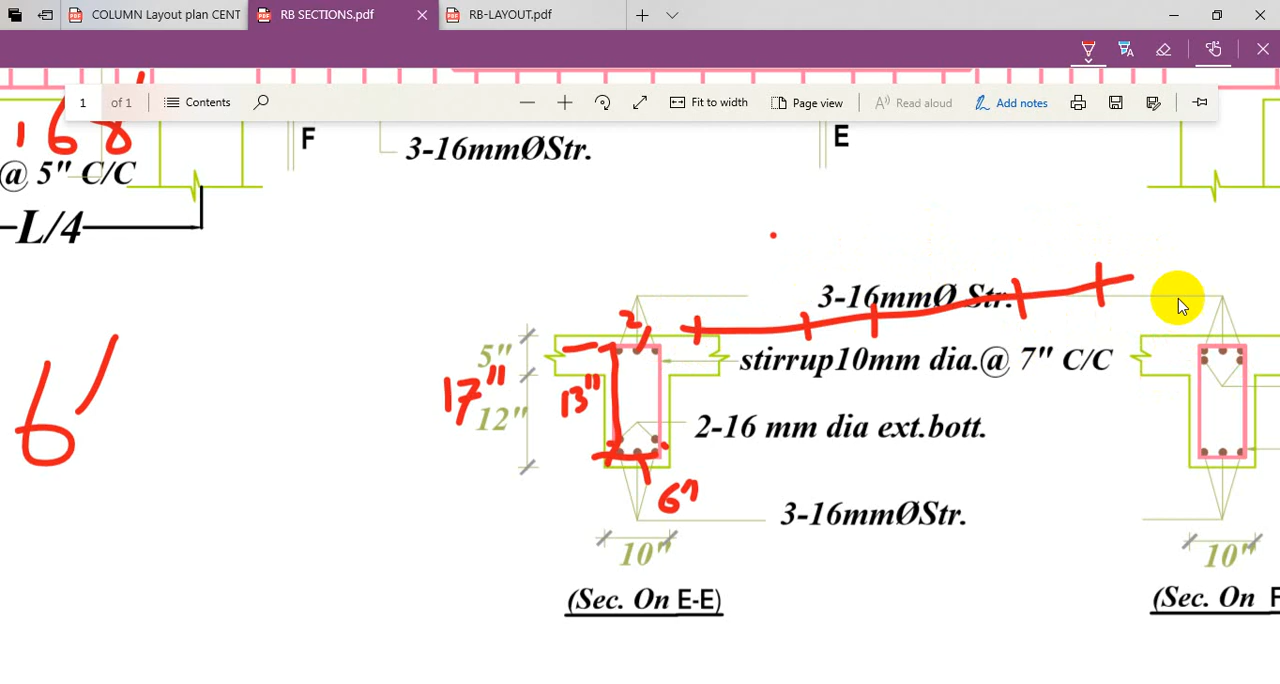 COLUMN Layout plan CENT
RB SECTIONS.pdf
RB-LAYOUT.pdf
1 of 1
Contents
Fit to width
Page view
Read aloud
Add notes
168'
F
3-16mmØStr.
E
@ 5" C/C
L/4
6'
3-16mmØ Str.
2"
5"
17"
13"
12"
stirrup10mm dia.@ 7" C/C
2-16 mm dia ext.bott.
6"
3-16mmØStr.
10"
10"
(Sec. On E-E)
(Sec. On F